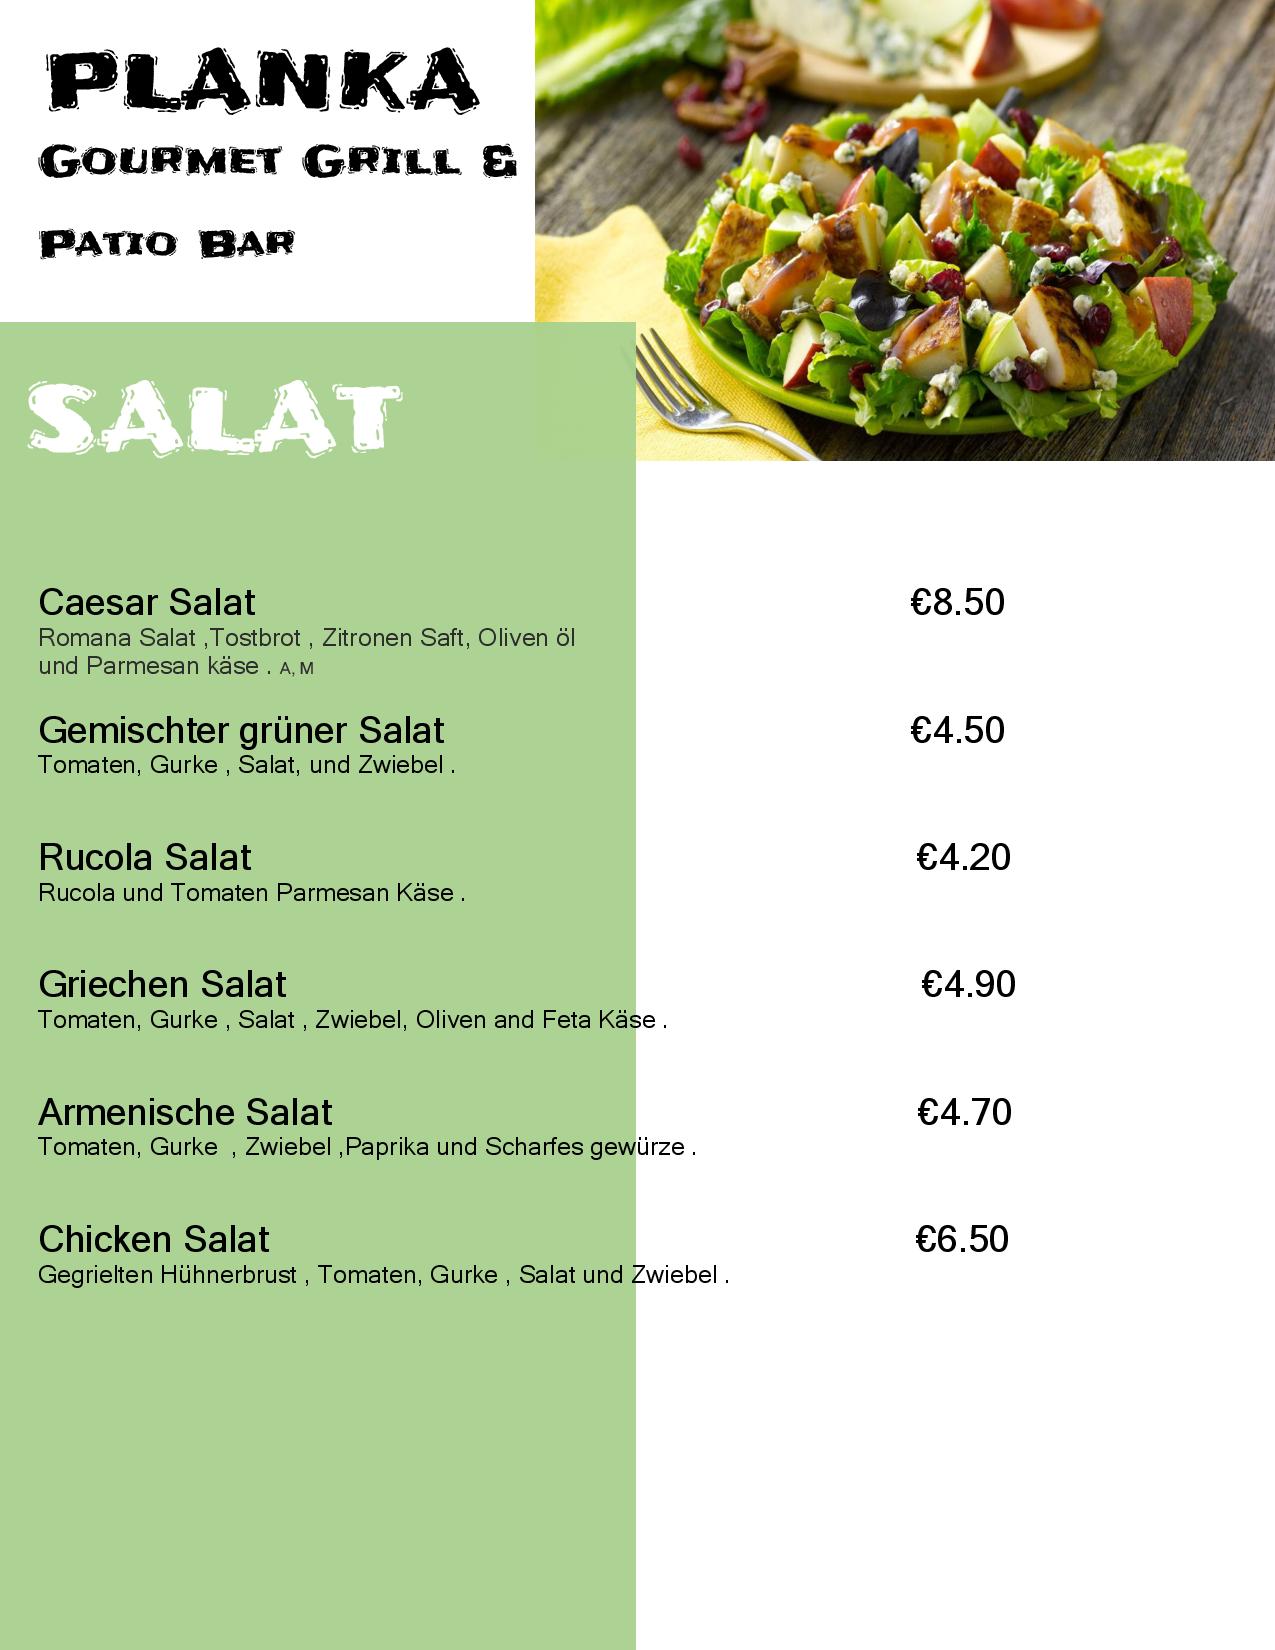 PLANKA
GOURMET GRILL &
PATIO BAR
SALAT
Caesar Salat €8.50
Romana Salat ,Tostbrot , Zitronen Saft, Oliven öl
und Parmesan käse . A, M
Gemischter grüner Salat €4.50
Tomaten, Gurke , Salat, und Zwiebel .
Rucola Salat €4.20
Rucola und Tomaten Parmesan Käse .
Griechen Salat €4.90
Tomaten, Gurke , Salat , Zwiebel, Oliven and Feta Käse .
Armenische Salat €4.70
Tomaten, Gurke , Zwiebel ,Paprika und Scharfes gewürze .
Chicken Salat €6.50
Gegrielten Hühnerbrust , Tomaten, Gurke , Salat und Zwiebel .